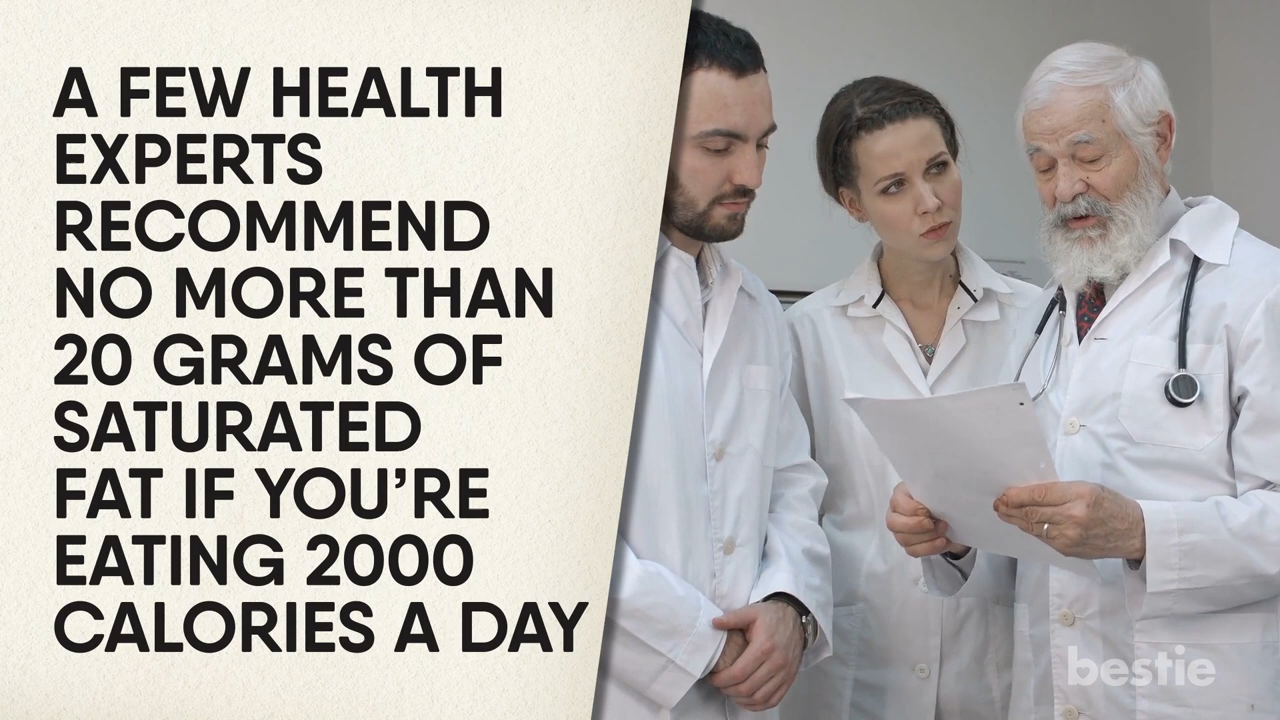 A FEW HEALTH
EXPERTS
RECOMMEND
NO MORE THAN
20 GRAMS OF
SATURATED
FAT IF YOU’RE
EATING 2000
CALORIES A DAY
bestie